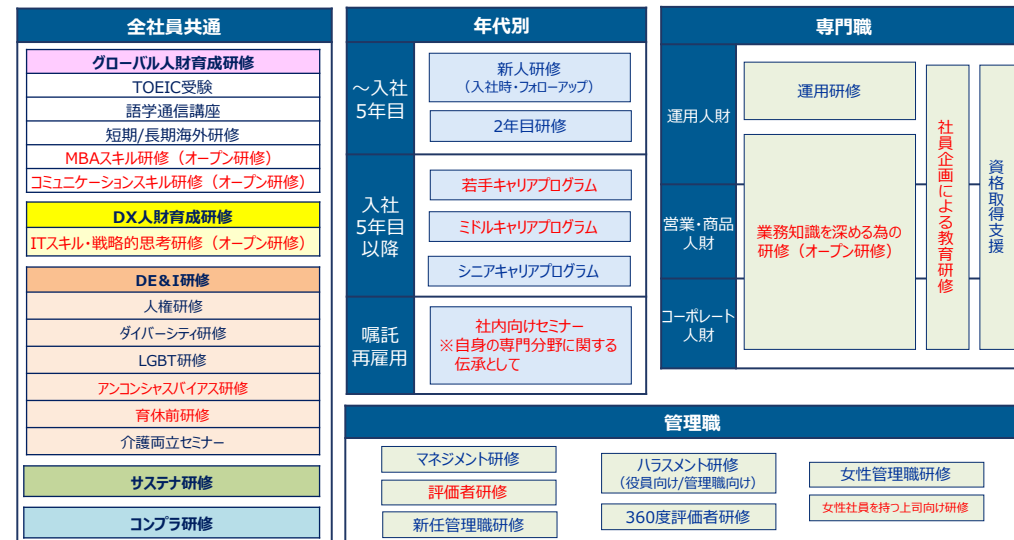 全社員共通
グローバル人財育成研修
TOEIC受験
語学通信講座
短期/長期海外研修
MBAスキル研修（オープン研修）
コミュニケーションスキル研修（オープン研修）
DX人財育成研修
ITスキル・戦略的思考研修（オープン研修）
DE&I研修
人権研修
ダイバーシティ研修
LGBT研修
アンコンシャスバイアス研修
育休前研修
介護両立セミナー
サステナ研修
コンプラ研修
年代別
～入社
5年目
新人研修
（入社時・フォローアップ）
2年目研修
入社
5年目
以降
若手キャリアプログラム
ミドルキャリアプログラム
シニアキャリアプログラム
嘱託
再雇用
社内向けセミナー
※自身の専門分野に関する
伝承として
専門職
運用人財
営業・商品
人財
コーポレート
人財
運用研修
業務知識を深める為の
研修（オープン研修）
社員企画による教育研修
資格取得支援
管理職
マネジメント研修
評価者研修
新任管理職研修
ハラスメント研修
（役員向け/管理職向け）
360度評価者研修
女性管理職研修
女性社員を持つ上司向け研修